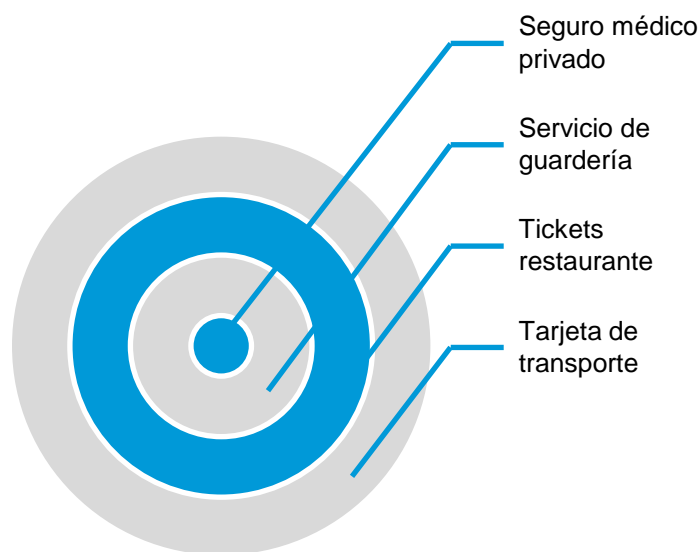 Seguro médico
privado
Servicio de
guardería
Tickets
restaurante
Tarjeta de
transporte